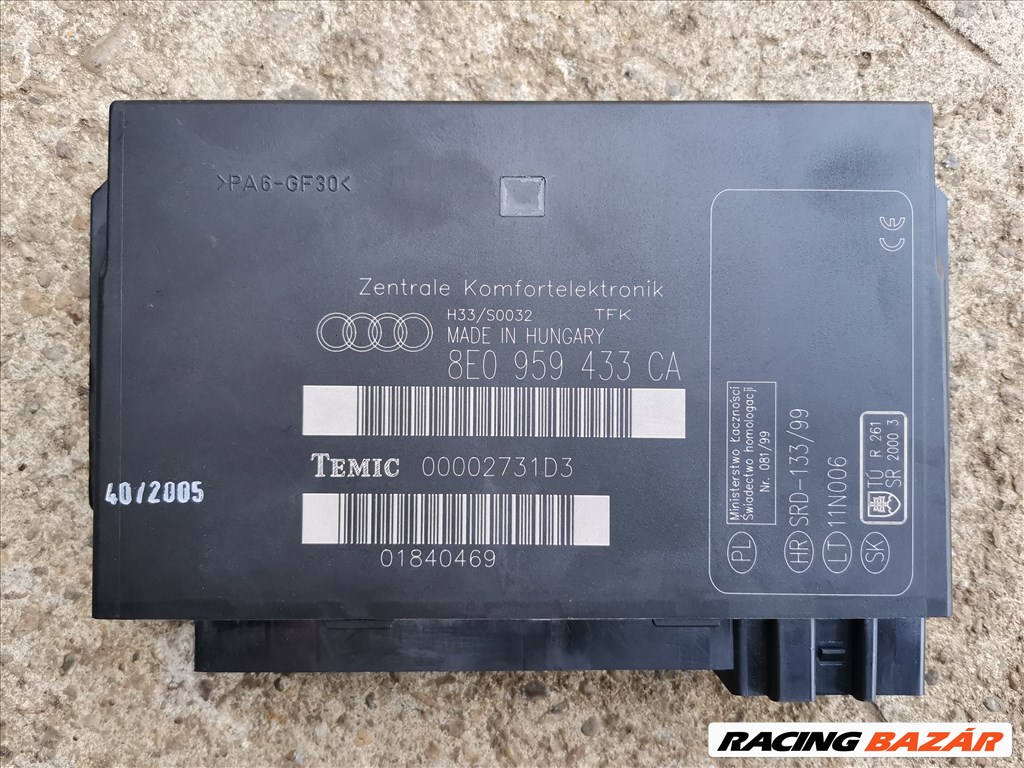 >PA6-GF30<
Zentrale Komfortelektronik
H33/S0032 TFK
MADE IN HUNGARY
8E0 959 433 CA
TEMIC 00002731D3
01840469
40/2005
CE
PL Ministerstwo Łączności
Świadectwo homologacji
Nr. 081/99
HR SRD-133/99
LT 11N006
SK TÚ R 261
SR 2000 3
RACING BAZÁR